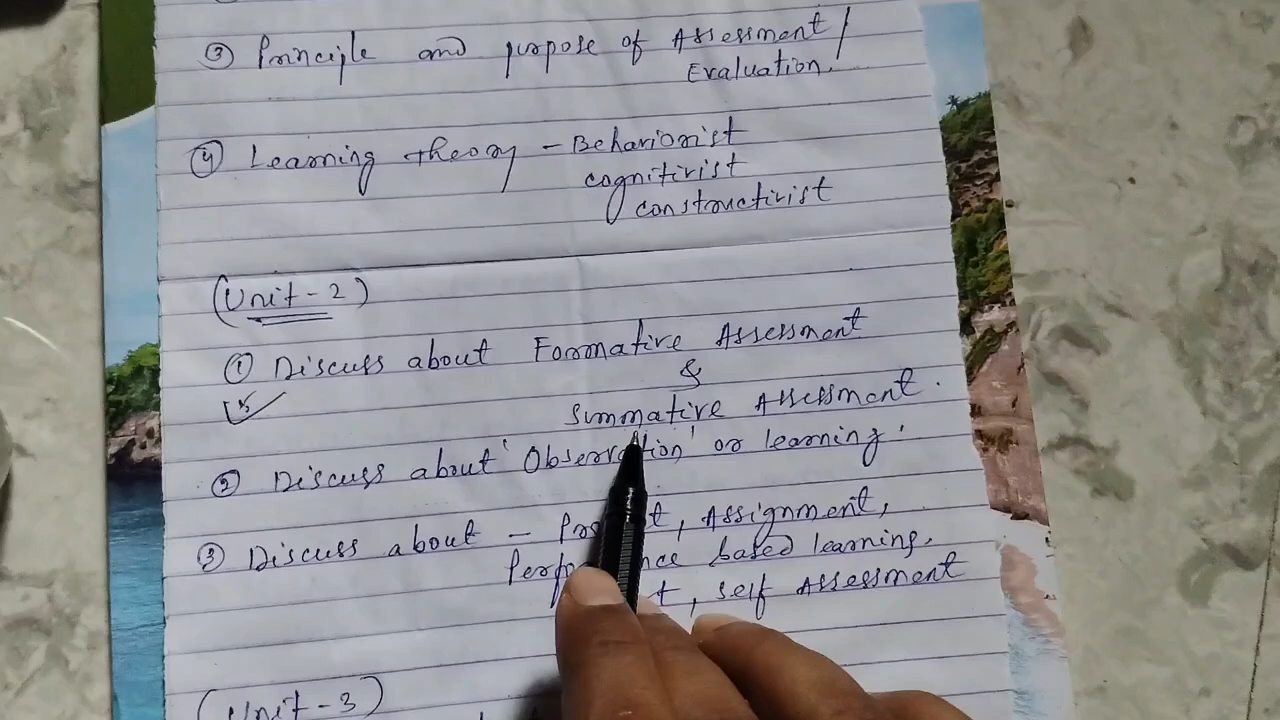 ③ Principle and purpose of Assessment /
Evaluation.
④ Learning theory - Behaviorist
cognitivist
constructivist
(Unit-2)
① Discuss about Formative Assessment
&
Summative Assessment.
② Discuss about 'Observation' or learning.
③ Discuss about - Assignment,
based learning,
self Assessment
(Unit-3)